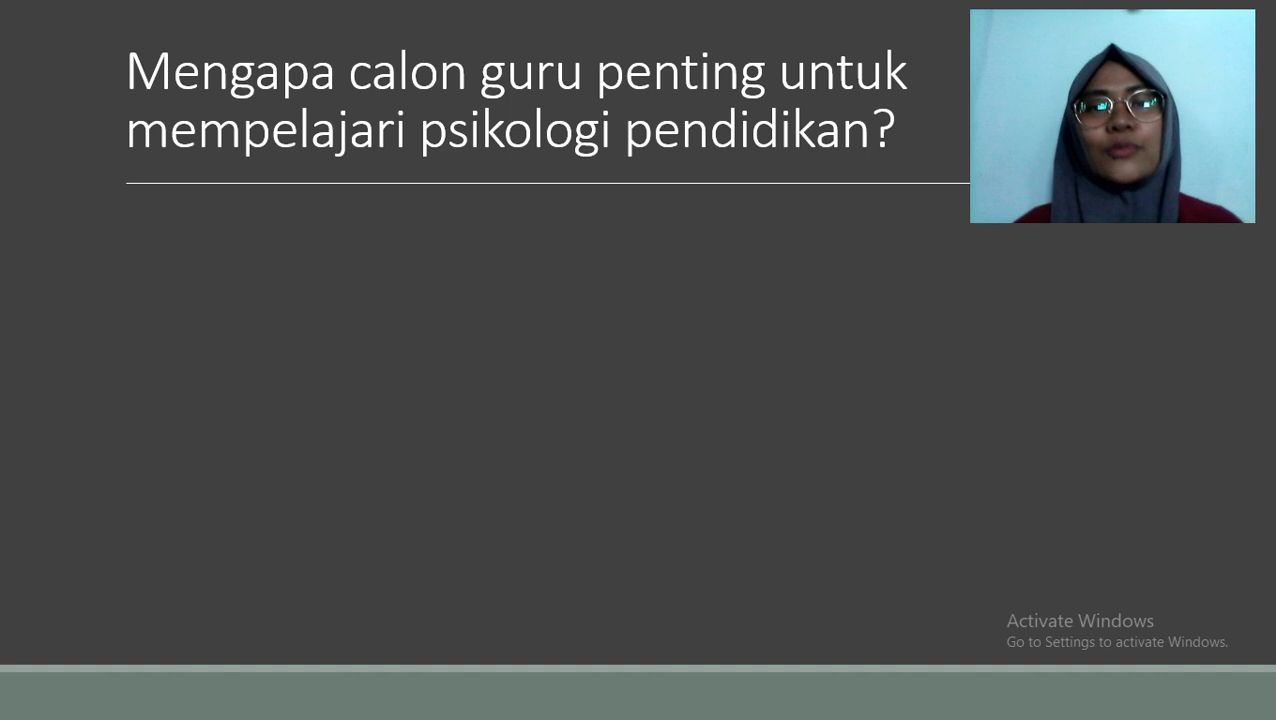 Mengapa calon guru penting untuk
mempelajari psikologi pendidikan?
Activate Windows
Go to Settings to activate Windows.